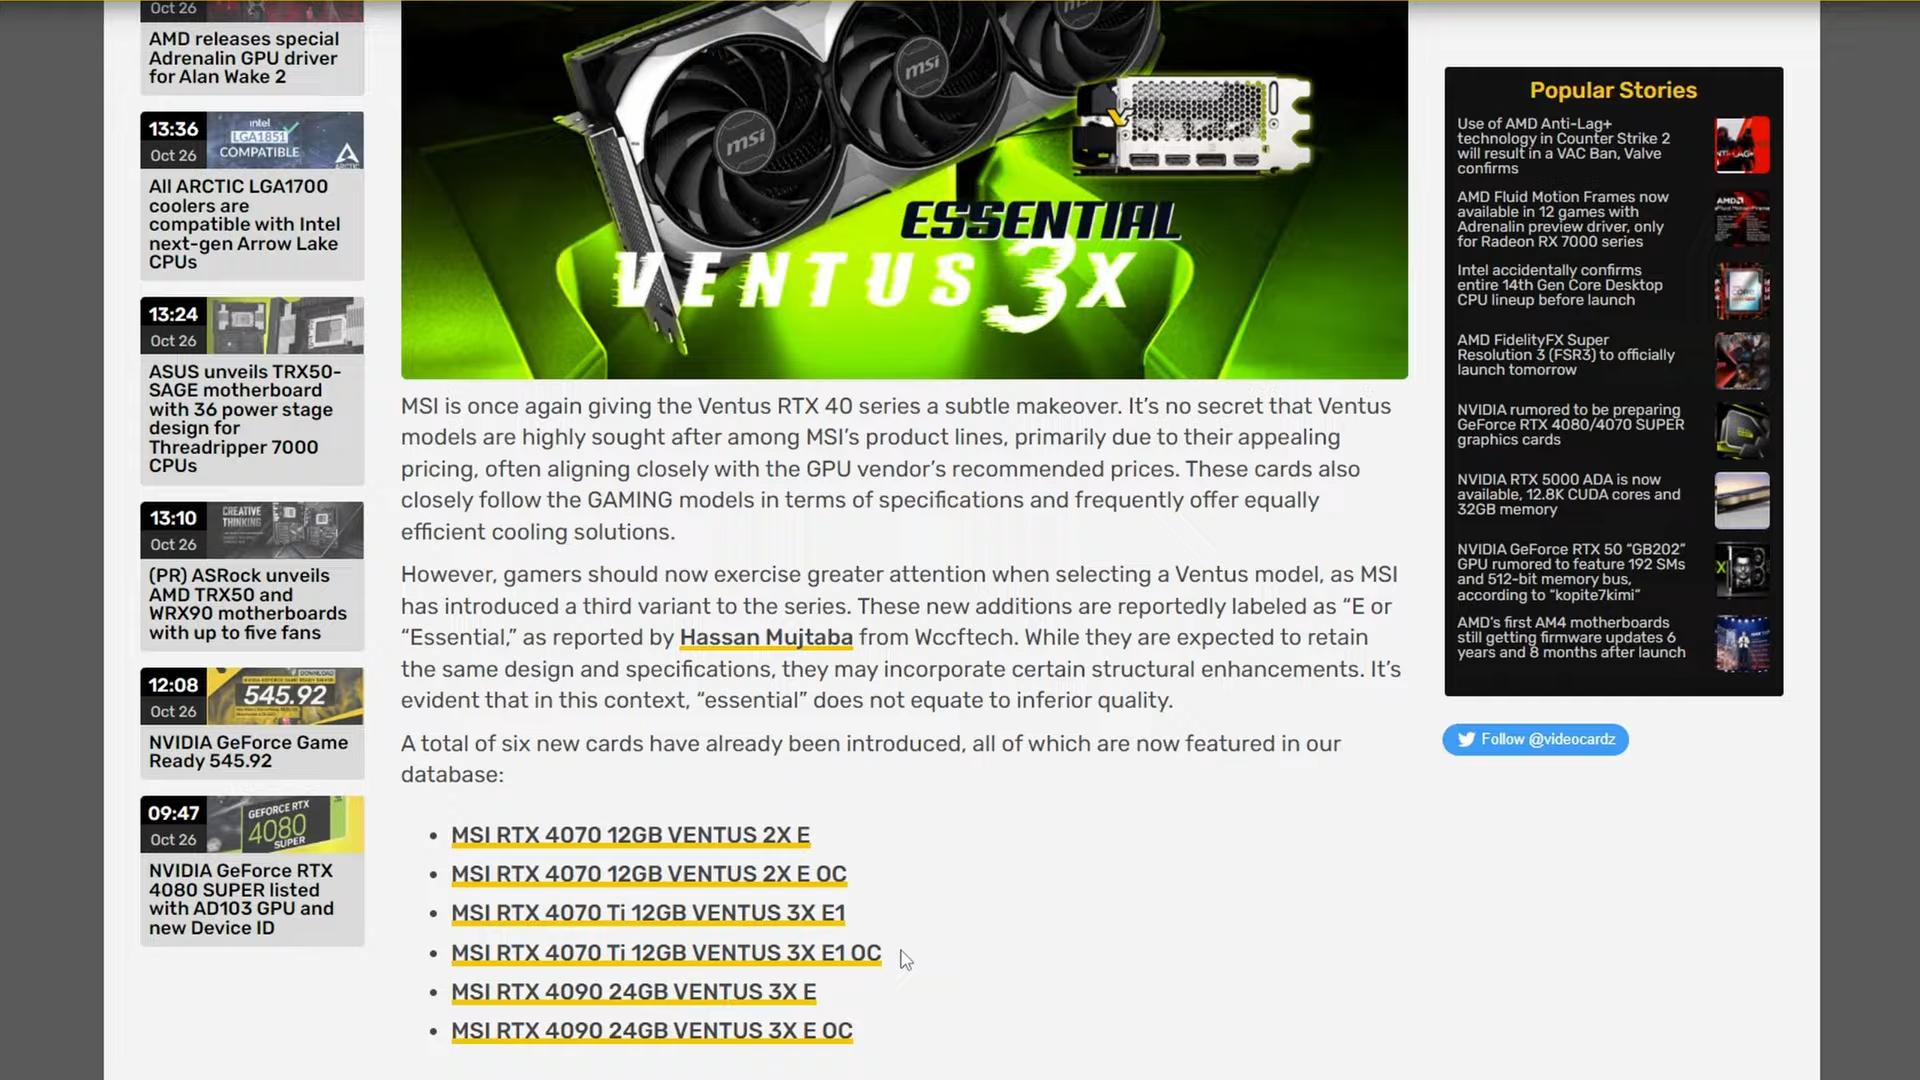 Oct 26
AMD releases special
Adrenalin GPU driver
for Alan Wake 2
13:36
Oct 26
intel
LGA1851
COMPATIBLE
ARCTIC
All ARCTIC LGA1700
coolers are
compatible with Intel
next-gen Arrow Lake
CPUs
13:24
Oct 26
ASUS unveils TRX50-
SAGE motherboard
with 36 power stage
design for
Threadripper 7000
CPUs
13:10
Oct 26
CREATIVE
THINKING
(PR) ASRock unveils
AMD TRX50 and
WRX90 motherboards
with up to five fans
12:08
Oct 26
545.92
NVIDIA GeForce Game
Ready 545.92
09:47
Oct 26
GEFORCE RTX
4080
SUPER
NVIDIA GeForce RTX
4080 SUPER listed
with AD103 GPU and
new Device ID
msi
msi
ESSENTIAL
VENTUS 3X
MSI is once again giving the Ventus RTX 40 series a subtle makeover. It’s no secret that Ventus
models are highly sought after among MSI’s product lines, primarily due to their appealing
pricing, often aligning closely with the GPU vendor’s recommended prices. These cards also
closely follow the GAMING models in terms of specifications and frequently offer equally
efficient cooling solutions.
However, gamers should now exercise greater attention when selecting a Ventus model, as MSI
has introduced a third variant to the series. These new additions are reportedly labeled as “E or
“Essential,” as reported by Hassan Mujtaba from Wccftech. While they are expected to retain
the same design and specifications, they may incorporate certain structural enhancements. It’s
evident that in this context, “essential” does not equate to inferior quality.
A total of six new cards have already been introduced, all of which are now featured in our
database:
• MSI RTX 4070 12GB VENTUS 2X E
• MSI RTX 4070 12GB VENTUS 2X E OC
• MSI RTX 4070 Ti 12GB VENTUS 3X E1
• MSI RTX 4070 Ti 12GB VENTUS 3X E1 OC
• MSI RTX 4090 24GB VENTUS 3X E
• MSI RTX 4090 24GB VENTUS 3X E OC
Popular Stories
Use of AMD Anti-Lag+
technology in Counter Strike 2
will result in a VAC Ban, Valve
confirms
AMD Fluid Motion Frames now
available in 12 games with
Adrenalin preview driver, only
for Radeon RX 7000 series
Intel accidentally confirms
entire 14th Gen Core Desktop
CPU lineup before launch
AMD FidelityFX Super
Resolution 3 (FSR3) to officially
launch tomorrow
NVIDIA rumored to be preparing
GeForce RTX 4080/4070 SUPER
graphics cards
NVIDIA RTX 5000 ADA is now
available, 12.8K CUDA cores and
32GB memory
NVIDIA GeForce RTX 50 “GB202”
GPU rumored to feature 192 SMs
and 512-bit memory bus,
according to “kopite7kimi”
AMD’s first AM4 motherboards
still getting firmware updates 6
years and 8 months after launch
Follow @videocardz